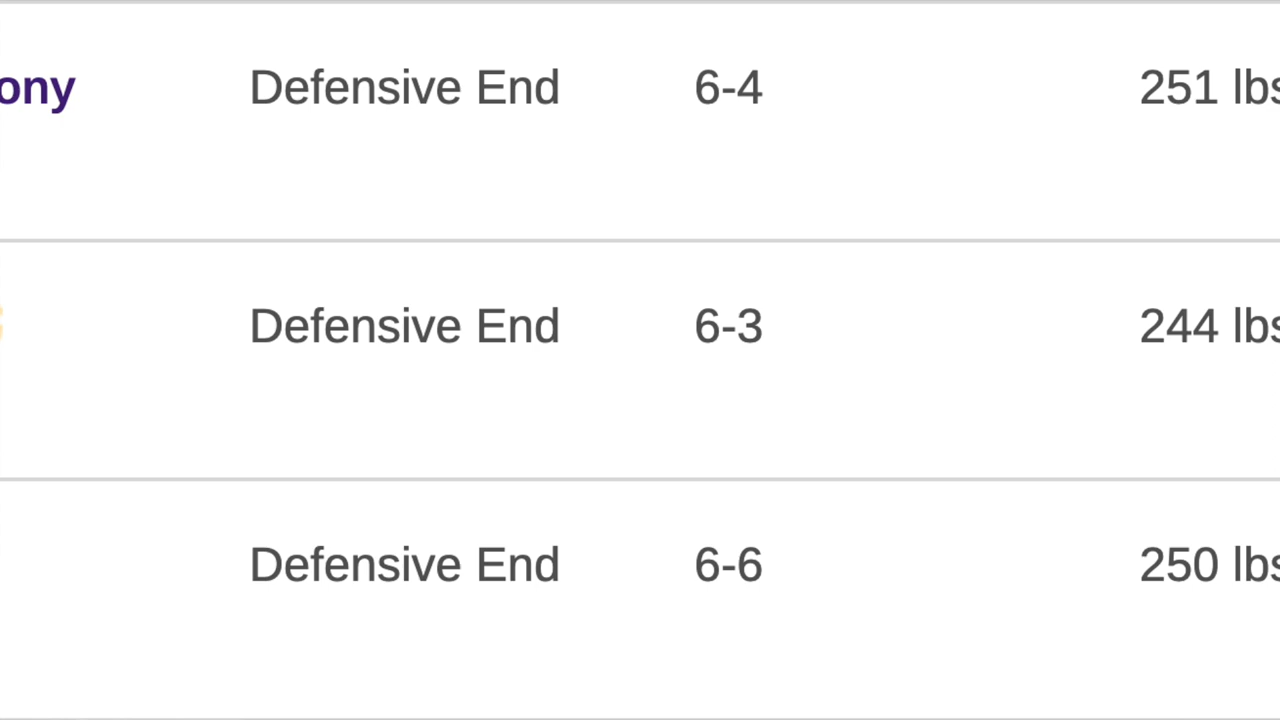 ony Defensive End 6-4 251 lbs
Defensive End 6-3 244 lbs
Defensive End 6-6 250 lbs